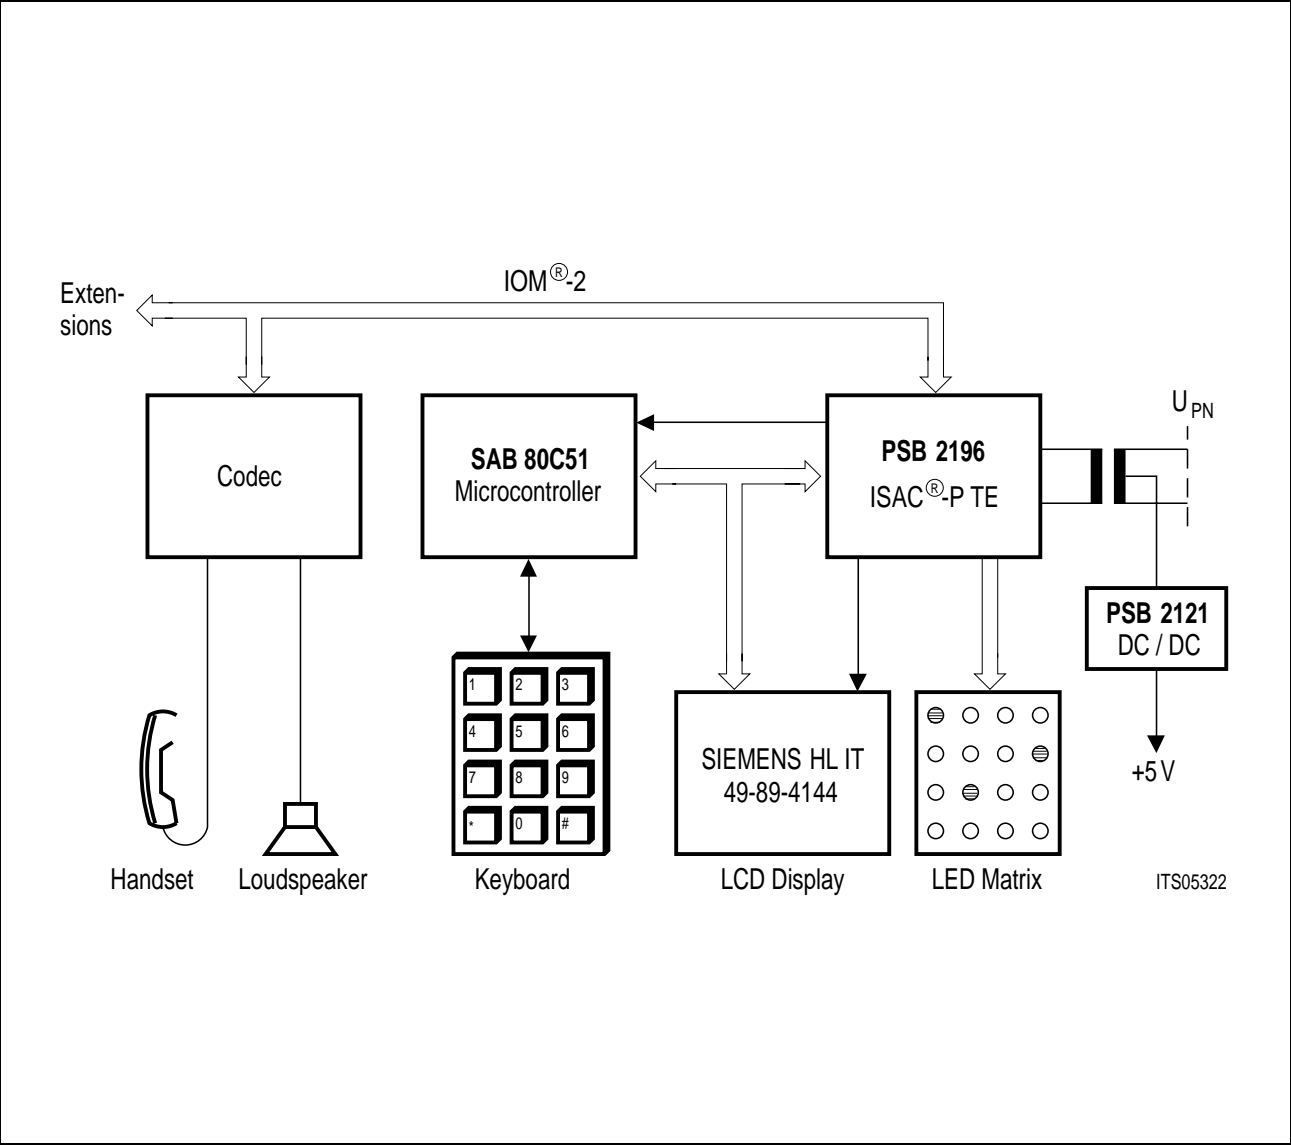 IOM®-2
Exten-
sions
U PN
Codec
SAB 80C51
Microcontroller
PSB 2196
ISAC®-P TE
PSB 2121
DC / DC
+5 V
1 2 3
4 5 6
7 8 9
* 0 #
SIEMENS HL IT
49-89-4144
Handset
Loudspeaker
Keyboard
LCD Display
LED Matrix
ITS05322